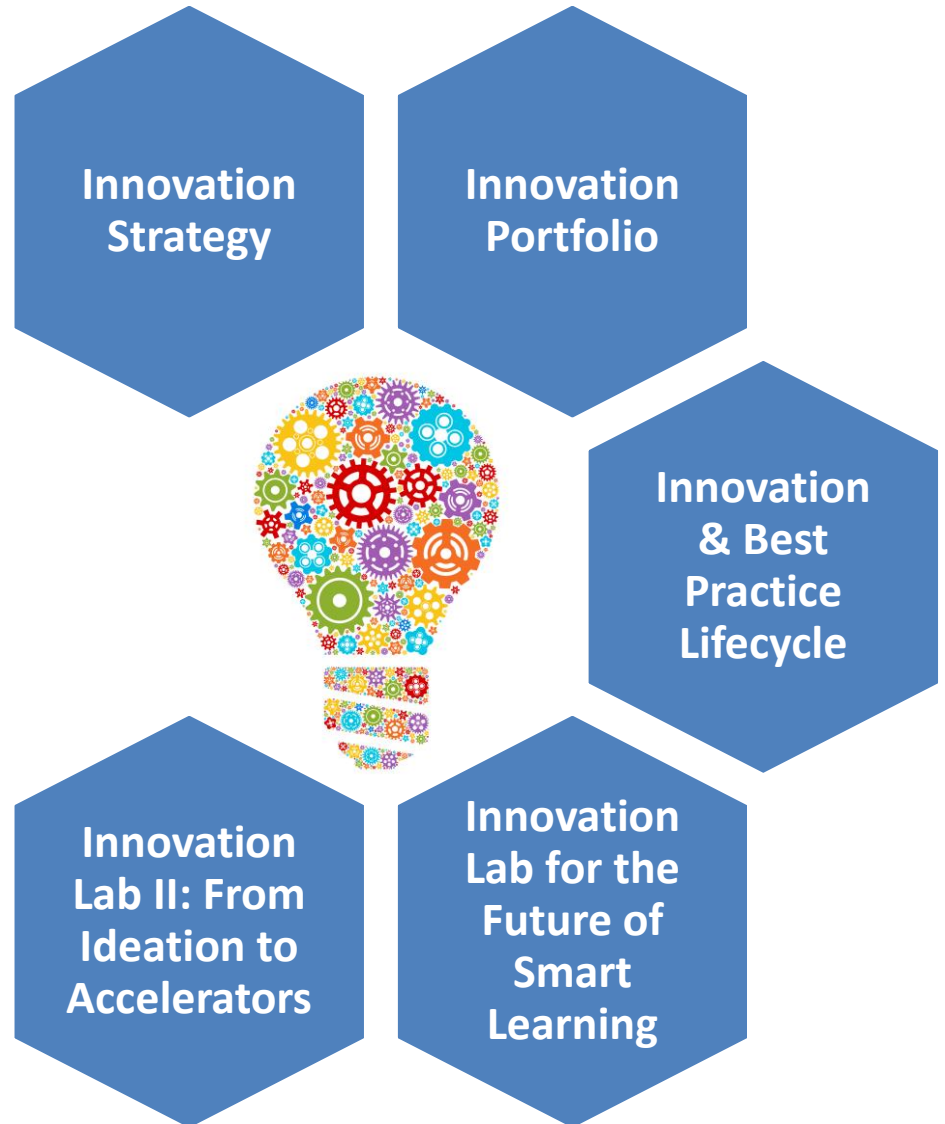 Innovation
Strategy
Innovation
Portfolio
Innovation
& Best
Practice
Lifecycle
Innovation
Lab II: From
Ideation to
Accelerators
Innovation
Lab for the
Future of
Smart
Learning